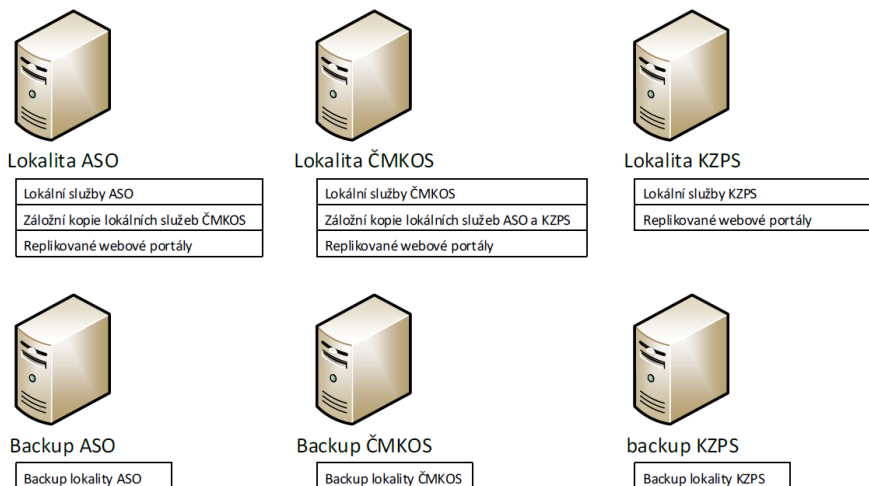 Lokalita ASO
Lokální služby ASO
Záložní kopie lokálních služeb ČMKOS
Replikované webové portály
Lokalita ČMKOS
Lokální služby ČMKOS
Záložní kopie lokálních služeb ASO a KZPS
Replikované webové portály
Lokalita KZPS
Lokální služby KZPS
Replikované webové portály
Backup ASO
Backup lokality ASO
Backup ČMKOS
Backup lokality ČMKOS
backup KZPS
Backup lokality KZPS